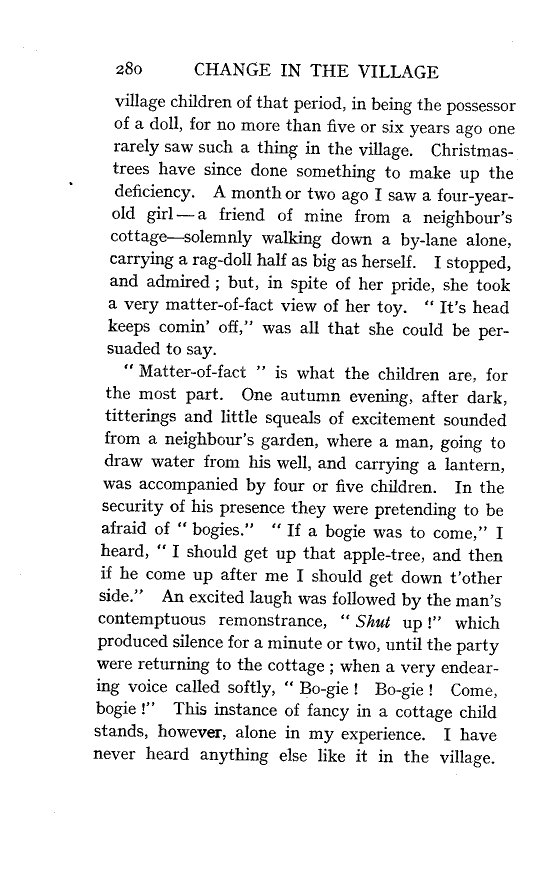 280 CHANGE IN THE VILLAGE
village children of that period, in being the possessor
of a doll, for no more than five or six years ago one
rarely saw such a thing in the village. Christmas-
trees have since done something to make up the
deficiency. A month or two ago I saw a four-year-
old girl—a friend of mine from a neighbour's
cottage—solemnly walking down a by-lane alone,
carrying a rag-doll half as big as herself. I stopped,
and admired ; but, in spite of her pride, she took
a very matter-of-fact view of her toy. " It's head
keeps comin' off," was all that she could be per-
suaded to say.
" Matter-of-fact " is what the children are, for
the most part. One autumn evening, after dark,
titterings and little squeals of excitement sounded
from a neighbour's garden, where a man, going to
draw water from his well, and carrying a lantern,
was accompanied by four or five children. In the
security of his presence they were pretending to be
afraid of " bogies." " If a bogie was to come," I
heard, " I should get up that apple-tree, and then
if he come up after me I should get down t'other
side." An excited laugh was followed by the man's
contemptuous remonstrance, " Shut up !" which
produced silence for a minute or two, until the party
were returning to the cottage ; when a very endear-
ing voice called softly, " Bo-gie ! Bo-gie ! Come,
bogie !" This instance of fancy in a cottage child
stands, however, alone in my experience. I have
never heard anything else like it in the village.